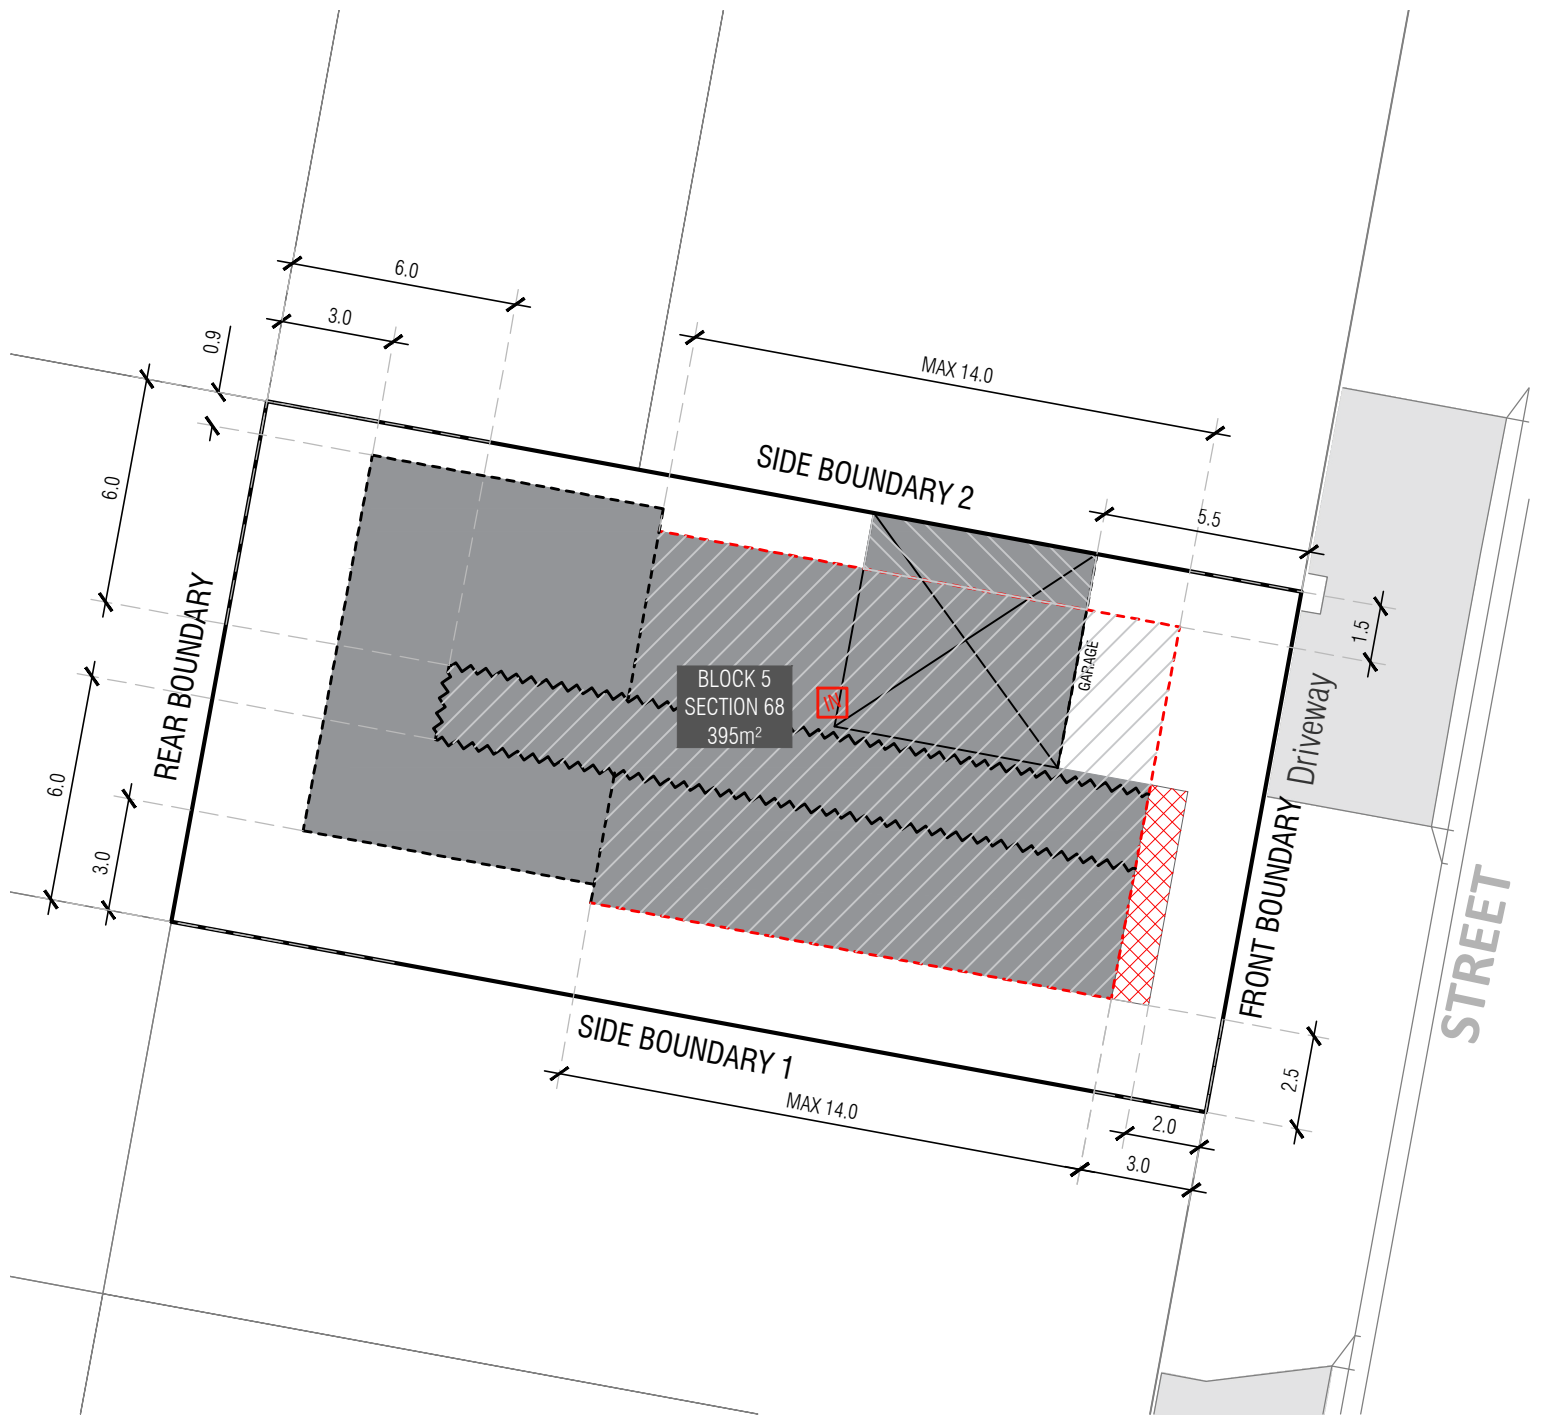 6.0
3.0
0.9
MAX 14.0
SIDE BOUNDARY 2
5.5
6.0
1.5
REAR BOUNDARY
GARAGE
BLOCK 5
SECTION 68
395m²
IN
Driveway
6.0
3.0
FRONT BOUNDARY
STREET
SIDE BOUNDARY 1
MAX 14.0
2.5
2.0
3.0